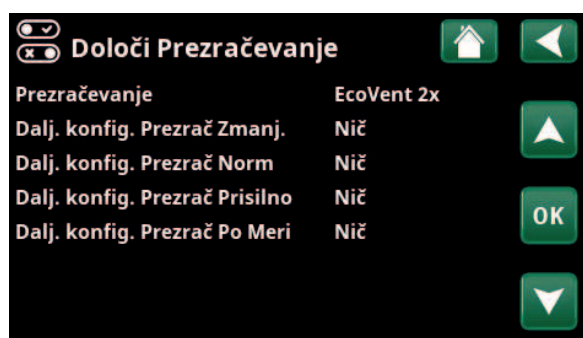 Določi Prezračevanje
Prezračevanje EcoVent 2x
Dalj. konfig. Prezrač Zmanj. Nič
Dalj. konfig. Prezrač Norm Nič
Dalj. konfig. Prezrač Prisilno Nič
Dalj. konfig. Prezrač Po Meri Nič
OK